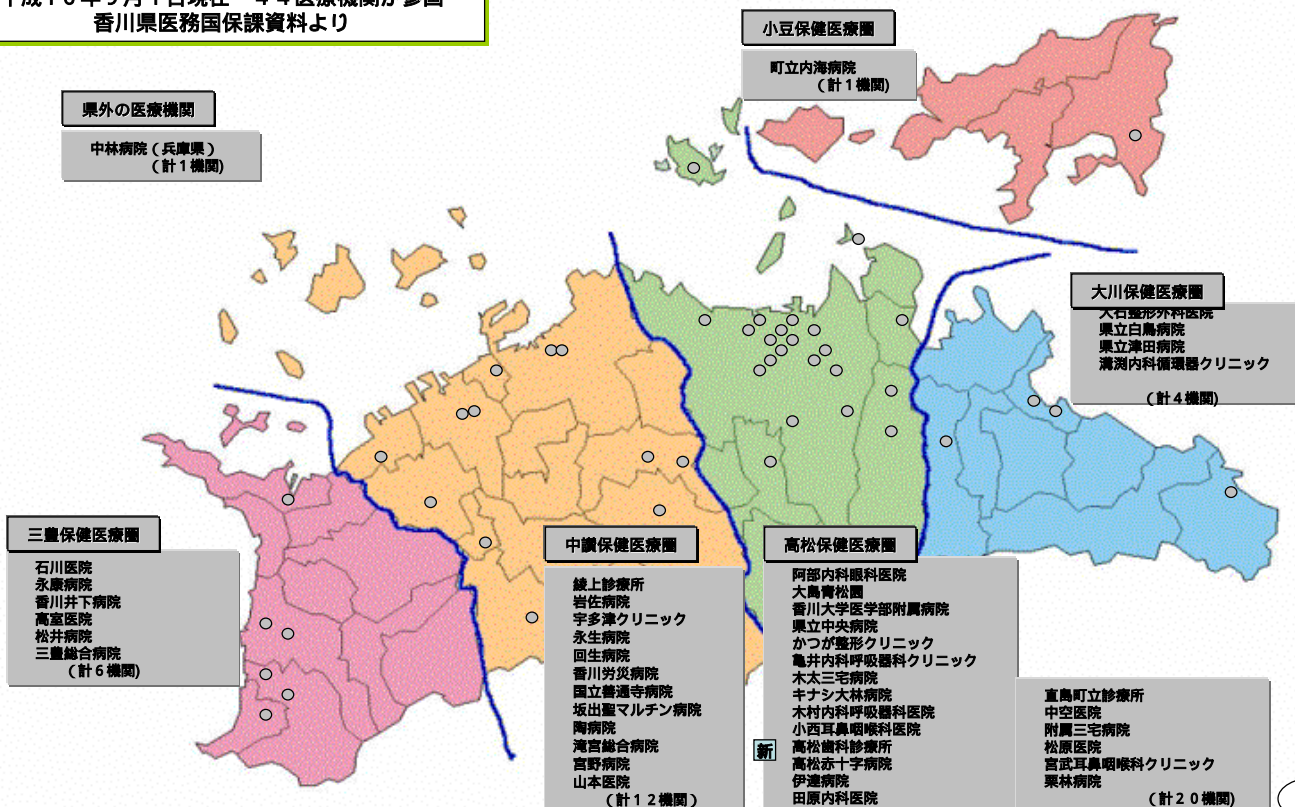 香川県医務国保課資料より
小豆保健医療圏
町立内海病院
(計1機関)
県外の医療機関
中林病院(兵庫県)
(計1機関)
大川保健医療圏
大石整形外科医院
県立白鳥病院
県立津田病院
溝渕内科循環器クリニック
(計4機関)
三豊保健医療圏
石川医院
永康病院
香川井下病院
高室医院
松井病院
三豊総合病院
(計6機関)
中讃保健医療圏
綾上診療所
岩佐病院
宇多津クリニック
永生病院
回生病院
香川労災病院
国立善通寺病院
坂出聖マルチン病院
陶病院
滝宮総合病院
宮野病院
山本医院
(計12機関)
高松保健医療圏
阿部内科眼科医院
大島青松園
香川大学医学部附属病院
県立中央病院
かつが整形クリニック
亀井内科呼吸器科クリニック
木太三宅病院
キナシ大林病院
木村内科呼吸器科医院
小西耳鼻咽喉科医院
新 高松歯科診療所
高松赤十字病院
伊達病院
田原内科医院
直島町立診療所
中空医院
附属三宅病院
松原医院
宮武耳鼻咽喉科クリニック
栗林病院
(計20機関)